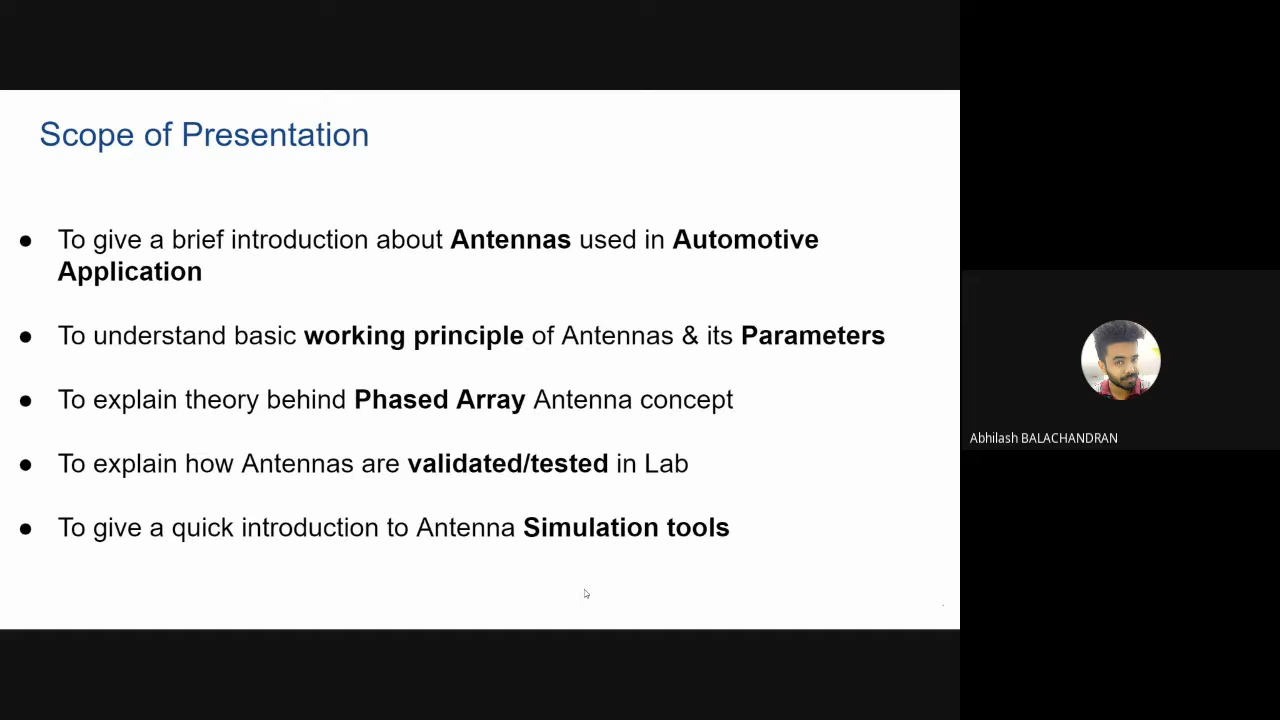 Scope of Presentation
● To give a brief introduction about Antennas used in Automotive
Application
● To understand basic working principle of Antennas & its Parameters
● To explain theory behind Phased Array Antenna concept
● To explain how Antennas are validated/tested in Lab
● To give a quick introduction to Antenna Simulation tools
Abhilash BALACHANDRAN